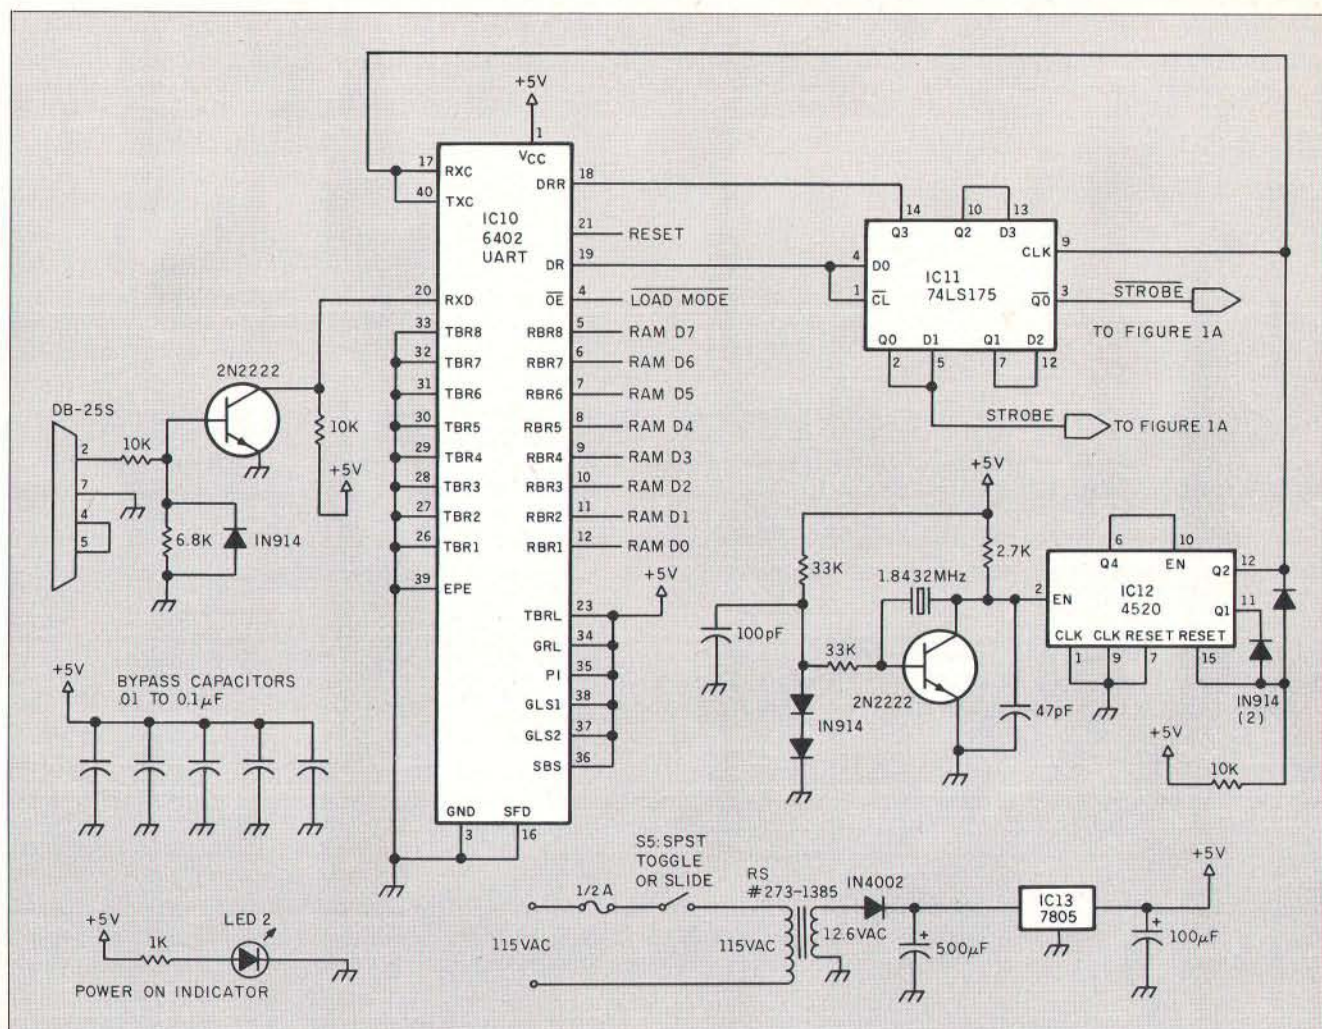 +5V
1
VCC
17
RXC
DRR
18
40
TXC
IC10
6402
UART
21
RESET
DR
19
20
RXD
OE
4
LOAD MODE
33
TBR8
RBR8
5
RAM D7
32
TBR7
RBR7
6
RAM D6
31
TBR6
RBR6
7
RAM D5
30
TBR5
RBR5
8
RAM D4
29
TBR4
RBR4
9
RAM D3
28
TBR3
RBR3
10
RAM D2
27
TBR2
RBR2
11
RAM D1
26
TBR1
RBR1
12
RAM D0
39
EPE
+5V
TBRL
23
GRL
34
PI
35
GLS1
38
GLS2
37
SBS
36
GND
SFD
3
16
14
10
13
Q3
Q2
D3
CLK
9
4
D0
IC11
74LS175
1
CL
Q0
3
STROBE
TO FIGURE 1A
Q0
D1
Q1
D2
2
5
7
12
STROBE
TO FIGURE 1A
2N2222
DB-25S
2
10K
7
4
5
10K
+5V
6.8K
IN914
+5V
BYPASS CAPACITORS
.01 TO 0.1µF
+5V
33K
2.7K
1.8432MHz
100pF
33K
2N2222
IN914
47pF
6
10
Q4
EN
Q2
12
2
EN
IC12
4520
Q1
11
CLK
CLK
RESET
RESET
1
9
7
15
IN914
(2)
+5V
10K
+5V
1K
LED 2
POWER ON INDICATOR
S5:SPST
TOGGLE
OR SLIDE
1/2 A
RS
#273-1385
IN4002
115VAC
115VAC
12.6VAC
500µF
IC13
7805
+5V
100µF